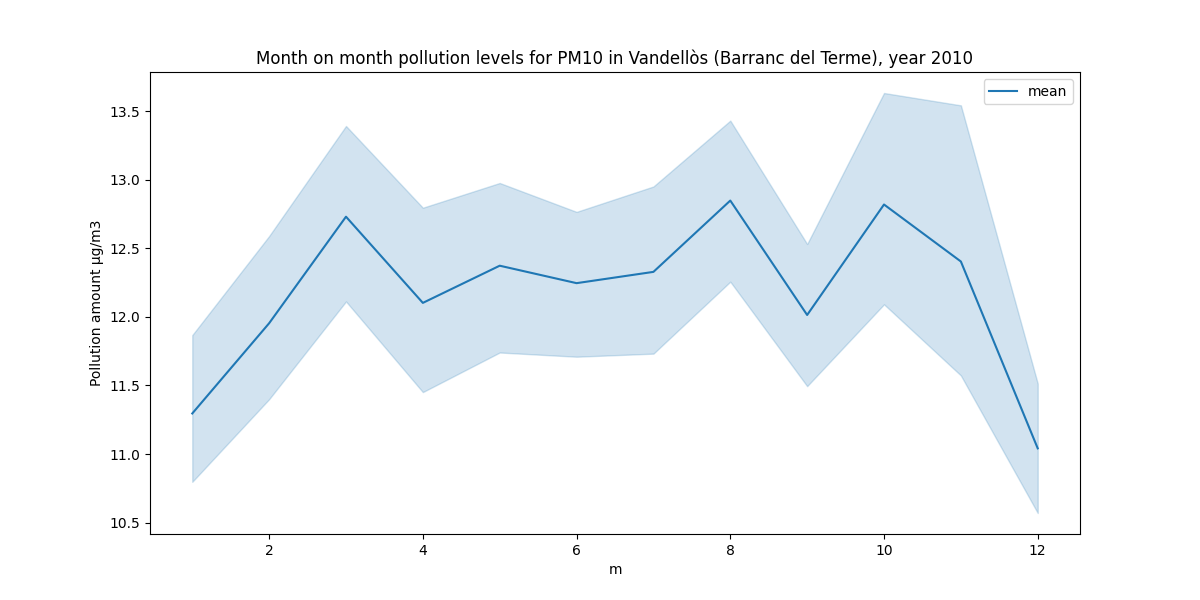 Month on month pollution levels for PM10 in Vandellòs (Barranc del Terme), year 2010
mean
Pollution amount µg/m3
13.5
13.0
12.5
12.0
11.5
11.0
10.5
2 4 6 8 10 12
m